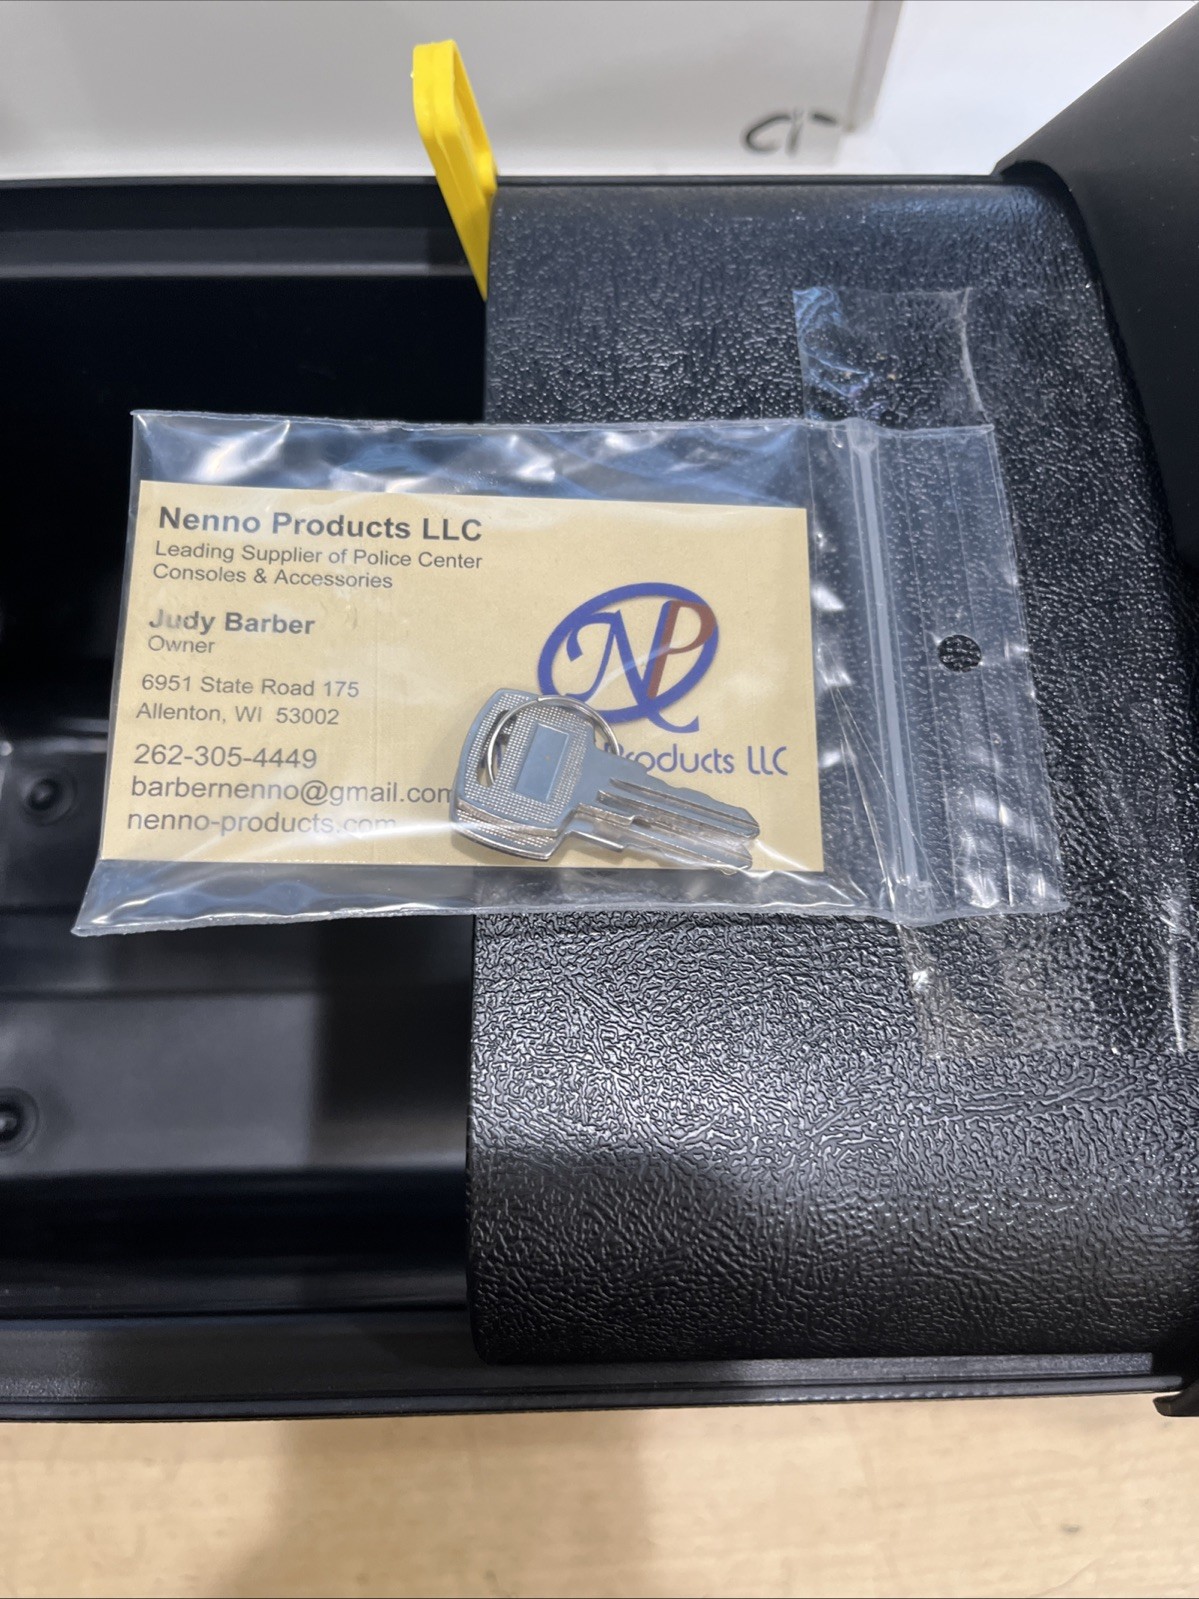 Nenno Products LLC
Leading Supplier of Police Center
Consoles & Accessories
Judy Barber
Owner
6951 State Road 175
Allenton, WI 53002
262-305-4449
barbernenno@gmail.com
nenno-products.com
NP
oducts LLC